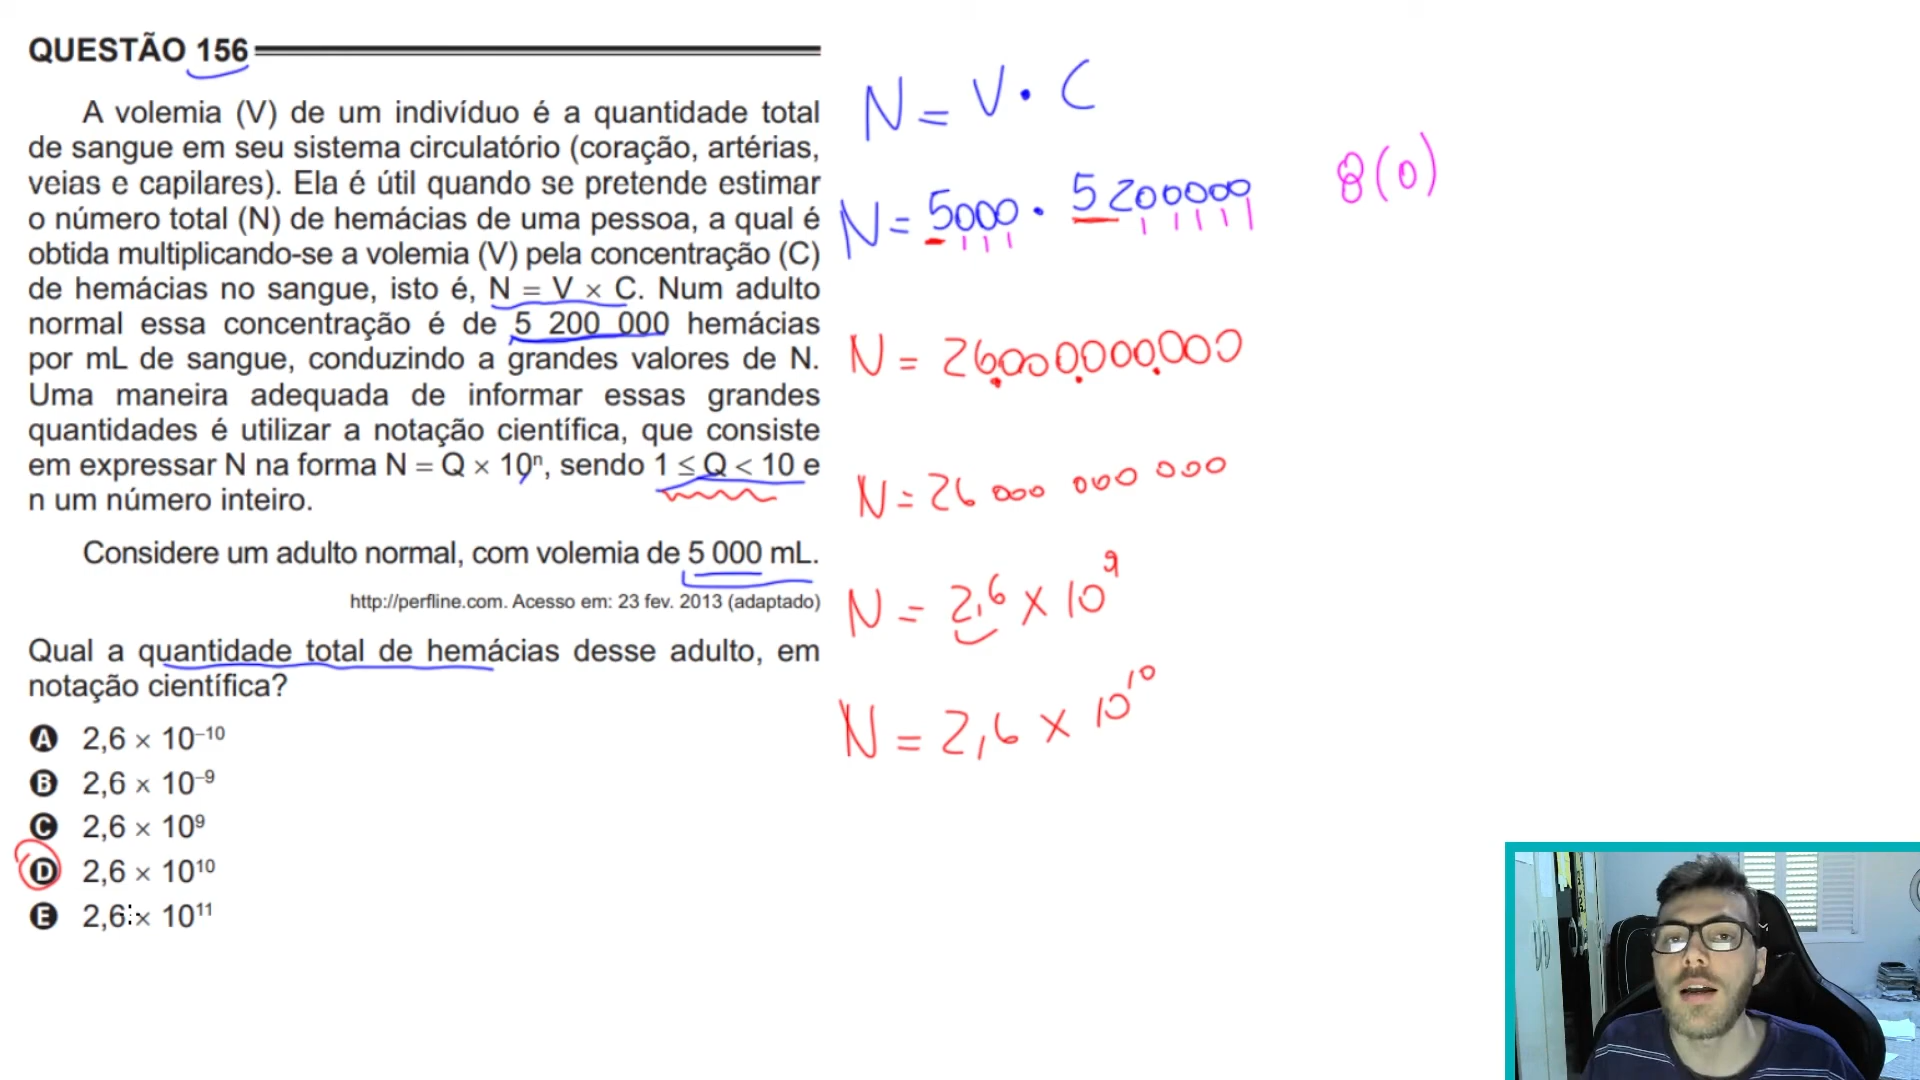 QUESTÃO 156
A volemia (V) de um indivíduo é a quantidade total
de sangue em seu sistema circulatório (coração, artérias,
veias e capilares). Ela é útil quando se pretende estimar
o número total (N) de hemácias de uma pessoa, a qual é
obtida multiplicando-se a volemia (V) pela concentração (C)
de hemácias no sangue, isto é, N = V × C. Num adulto
normal essa concentração é de 5 200 000 hemácias
por mL de sangue, conduzindo a grandes valores de N.
Uma maneira adequada de informar essas grandes
quantidades é utilizar a notação científica, que consiste
em expressar N na forma N = Q × 10ⁿ, sendo 1 ≤ Q < 10 e
n um número inteiro.
Considere um adulto normal, com volemia de 5 000 mL.
http://perfline.com. Acesso em: 23 fev. 2013 (adaptado)
Qual a quantidade total de hemácias desse adulto, em
notação científica?
A 2,6 × 10⁻¹⁰
B 2,6 × 10⁻⁹
C 2,6 × 10⁹
D 2,6 × 10¹⁰
E 2,6 × 10¹¹
N = V · C
N = 5000 · 5200000
8(0)
N = 26.000.000.000
N = 26 000 000 000
N = 2,6 × 10⁹
N = 2,6 × 10¹⁰